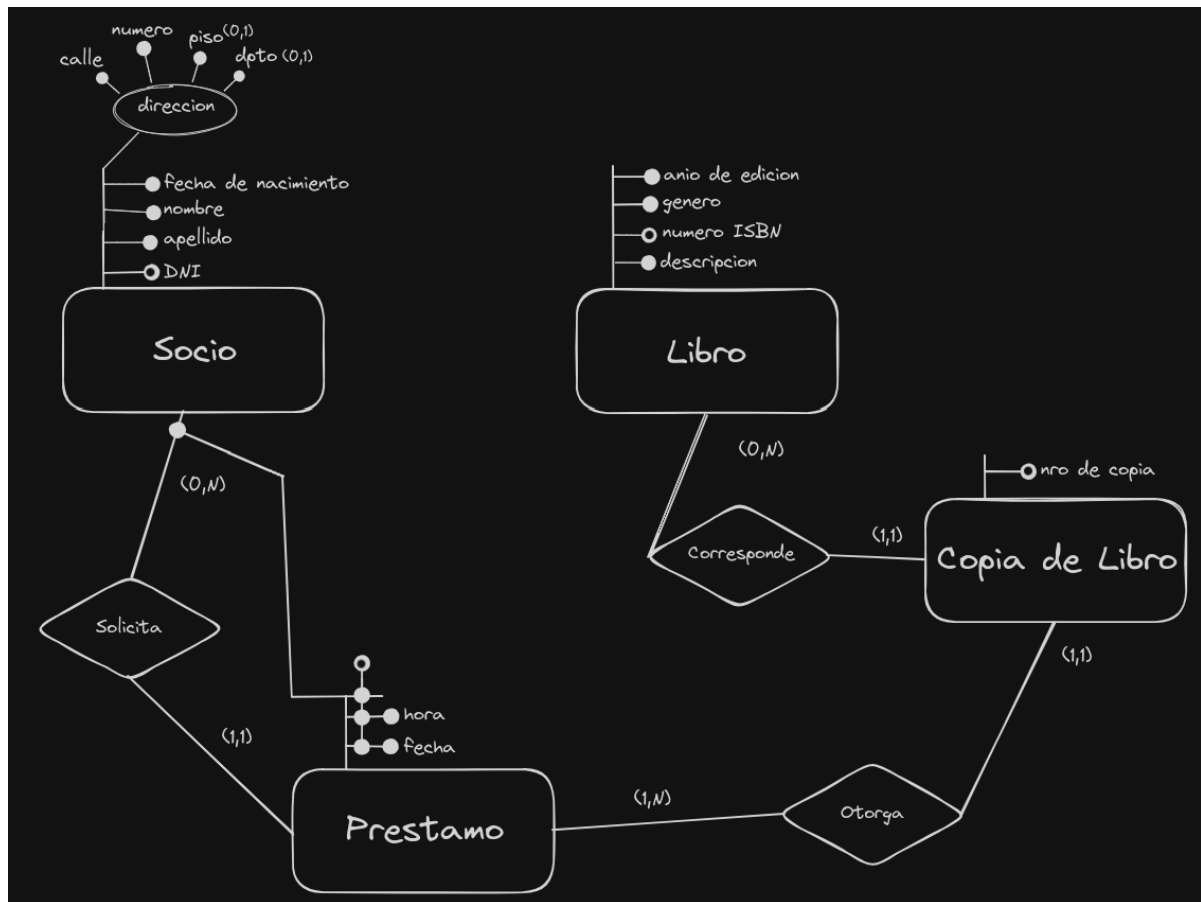 numero
piso (0,1)
calle
dpto (0,1)
direccion
fecha de nacimiento
nombre
apellido
DNI
Socio
anio de edicion
genero
numero ISBN
descripcion
Libro
(0,N)
(0,N)
nro de copia
Corresponde
(1,1)
Copia de Libro
Solicita
(1,1)
(1,1)
hora
fecha
(1,N)
Otorga
Prestamo